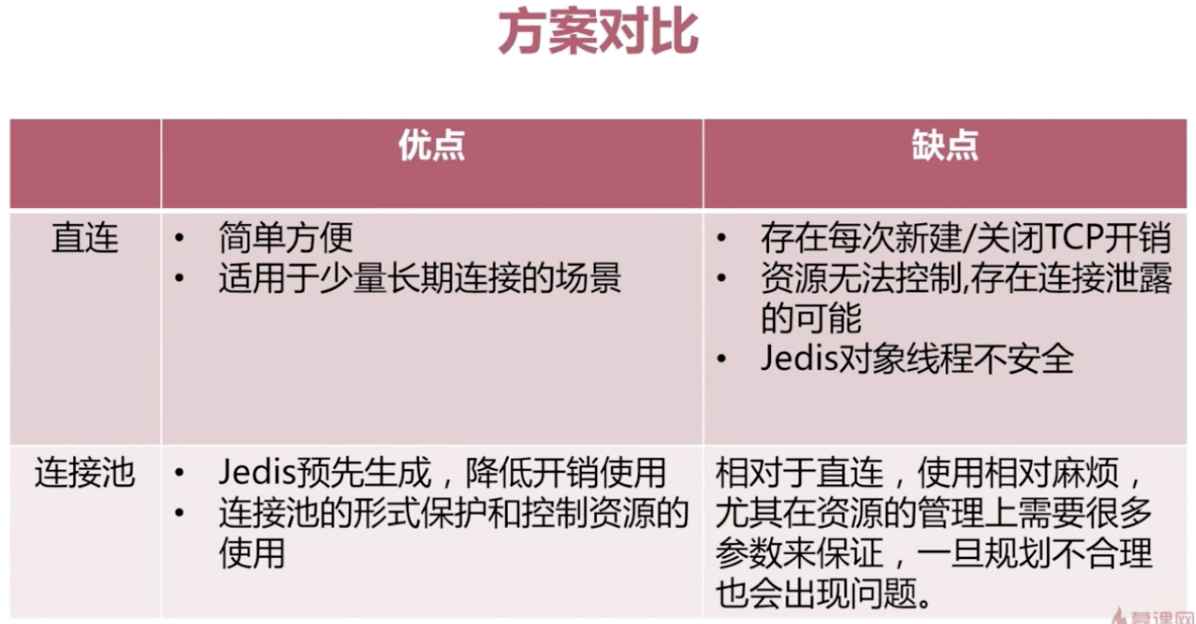 方案对比
优点
缺点
直连
• 简单方便
• 适用于少量长期连接的场景
• 存在每次新建/关闭TCP开销
• 资源无法控制,存在连接泄露
的可能
• Jedis对象线程不安全
连接池
• Jedis预先生成，降低开销使用
• 连接池的形式保护和控制资源的
使用
相对于直连，使用相对麻烦，
尤其在资源的管理上需要很多
参数来保证，一旦规划不合理
也会出现问题。
慕课网